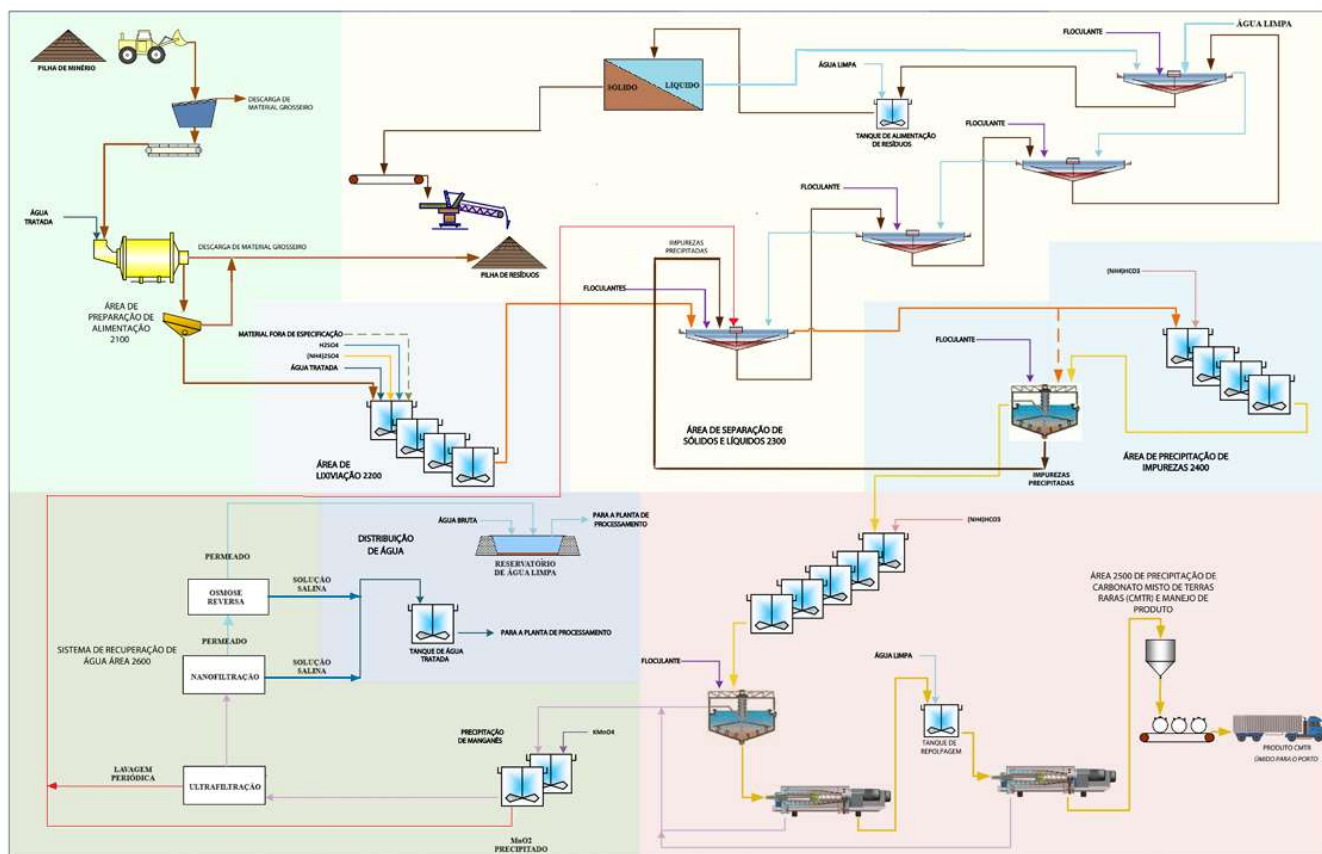 PILHA DE MINÉRIO
DESCARGA DE
MATERIAL GROSSEIRO
ÁGUA
TRATADA
DESCARGA DE MATERIAL GROSSEIRO
ÁREA DE
PREPARAÇÃO DE
ALIMENTAÇÃO
2100
SÓLIDO
LÍQUIDO
ÁGUA LIMPA
TANQUE DE ALIMENTAÇÃO
DE RESÍDUOS
FLOCULANTE
ÁGUA LIMPA
FLOCULANTE
FLOCULANTE
PILHA DE RESÍDUOS
IMPUREZAS
PRECIPITADAS
FLOCULANTES
MATERIAL FORA DE ESPECIFICAÇÃO
H2SO4
(NH4)2SO4
ÁGUA TRATADA
ÁREA DE
LIXIVIAÇÃO 2200
ÁREA DE SEPARAÇÃO DE
SÓLIDOS E LÍQUIDOS 2300
(NH4)HCO3
FLOCULANTE
IMPUREZAS
PRECIPITADAS
ÁREA DE PRECIPITAÇÃO DE
IMPUREZAS 2400
PERMEADO
OSMOSE
REVERSA
SOLUÇÃO
SALINA
PERMEADO
SISTEMA DE RECUPERAÇÃO DE
ÁGUA ÁREA 2600
NANOFILTRAÇÃO
SOLUÇÃO
SALINA
LAVAGEM
PERIÓDICA
ULTRAFILTRAÇÃO
DISTRIBUIÇÃO
DE ÁGUA
ÁGUA BRUTA
PARA A PLANTA DE
PROCESSAMENTO
RESERVATÓRIO
DE ÁGUA LIMPA
TANQUE DE ÁGUA
TRATADA
PARA A PLANTA DE PROCESSAMENTO
PRECIPITAÇÃO
DE MANGANÊS
KMnO4
MnO2
PRECIPITADO
(NH4)HCO3
FLOCULANTE
ÁGUA LIMPA
TANQUE DE
REPOLPAGEM
ÁREA 2500 DE PRECIPITAÇÃO DE
CARBONATO MISTO DE TERRAS
RARAS (CMTR) E MANEJO DE
PRODUTO
PRODUTO CMTR
ÚMIDO PARA O PORTO